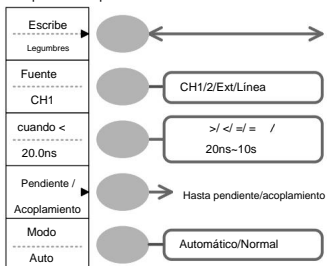 Escribe
Legumbres
Fuente
CH1
CH1/2/Ext/Línea
cuando <
20.0ns
>/ </ =/ = /
20ns~10s
Pendiente /
Acoplamiento
Hasta pendiente/acoplamiento
Modo
Auto
Automático/Normal